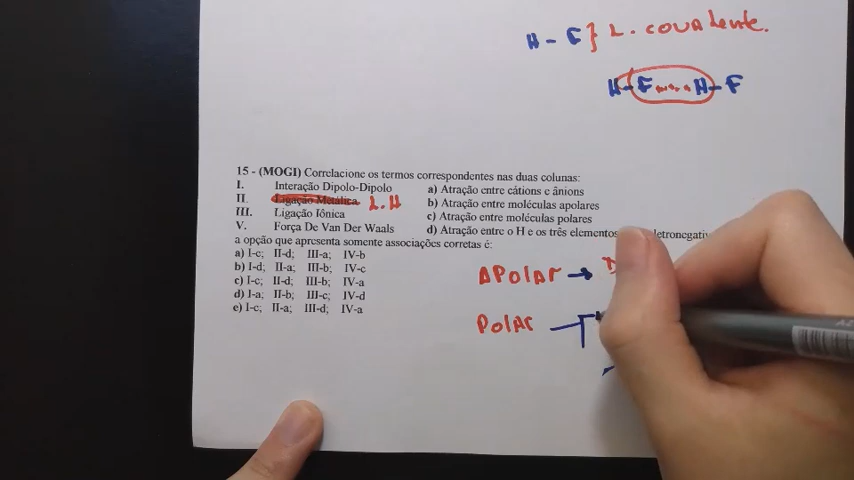 H - F } L. covalente.
H-F......H-F
15 - (MOGI) Correlacione os termos correspondentes nas duas colunas:
I. Interação Dipolo-Dipolo a) Atração entre cátions e ânions
II. Ligação Metálica L.H b) Atração entre moléculas apolares
III. Ligação Iônica c) Atração entre moléculas polares
V. Força De Van Der Waals d) Atração entre o H e os três elementos
a opção que apresenta somente associações corretas é:
a) I-c; II-d; III-a; IV-b
b) I-d; II-a; III-b; IV-c
c) I-c; II-d; III-b; IV-a
d) I-a; II-b; III-c; IV-d
e) I-c; II-a; III-d; IV-a
APOLAR →
POLAR